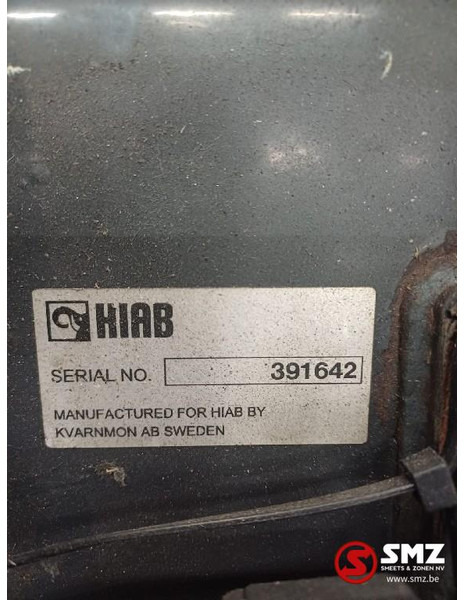 HIAB
SERIAL NO. 391642
MANUFACTURED FOR HIAB BY
KVARNMON AB SWEDEN
SMZ
SMEETS & ZONEN NV
www.smz.be